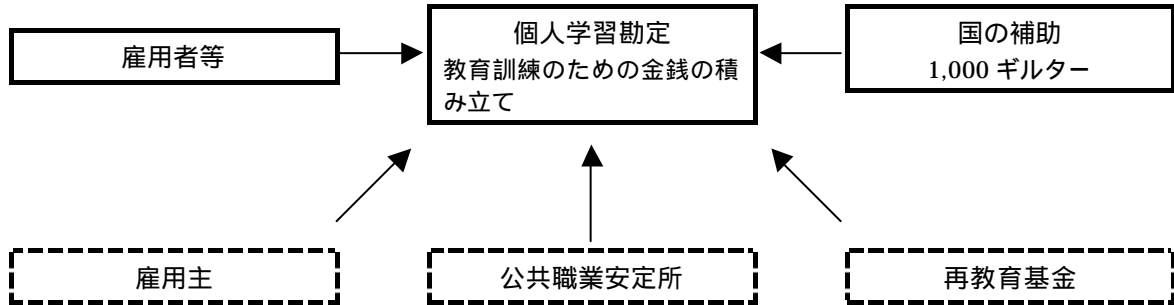 雇用者等
個人学習勘定
教育訓練のための金銭の積
み立て
国の補助
1,000 ギルター
雇用主
公共職業安定所
再教育基金